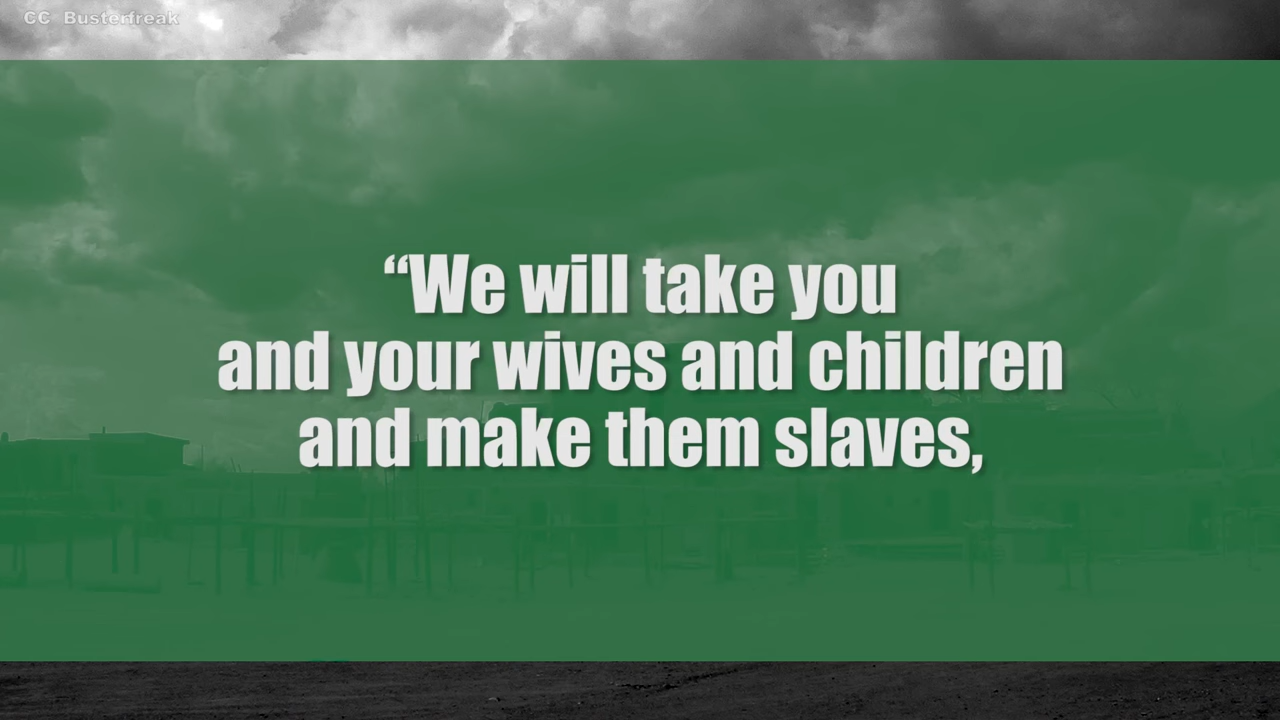 CC Busterfreak
“We will take you
and your wives and children
and make them slaves,